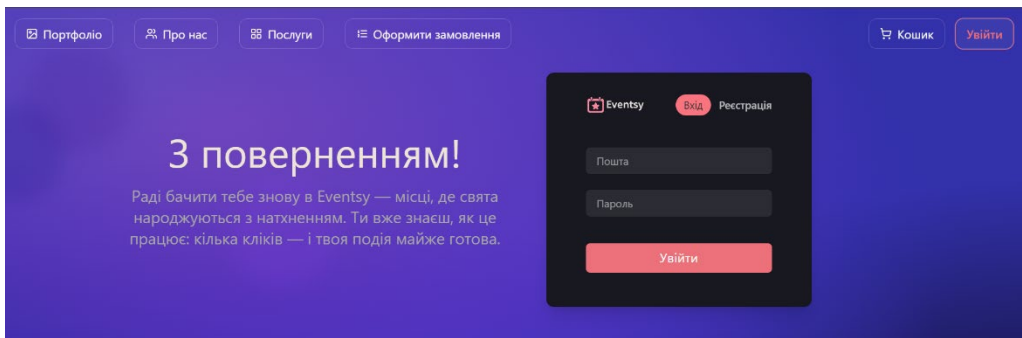 Портфоліо
Про нас
Послуги
Оформити замовлення
Кошик
Увійти
З поверненням!
Раді бачити тебе знову в Eventsy — місці, де свята
народжуються з натхненням. Ти вже знаєш, як це
працює: кілька кліків — і твоя подія майже готова.
Eventsy
Вхід
Реєстрація
Пошта
Пароль
Увійти